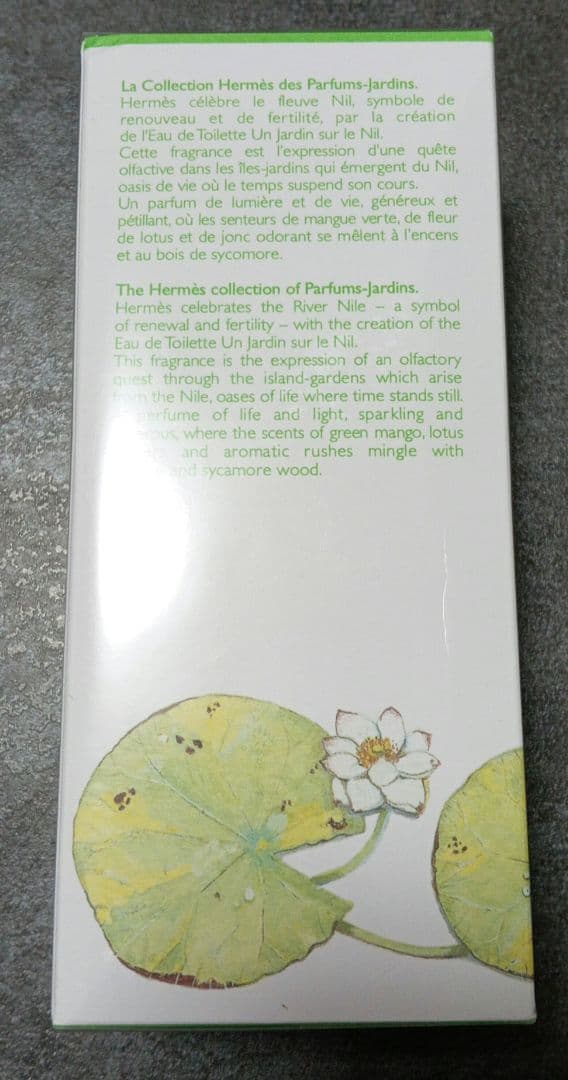 La Collection Hermès des Parfums-Jardins.
Hermès célèbre le fleuve Nil, symbole de
renouveau et de fertilité, par la création
de l'Eau de Toilette Un Jardin sur le Nil.
Cette fragrance est l'expression d'une quête
olfactive dans les îles-jardins qui émergent du Nil,
oasis de vie où le temps suspend son cours.
Un parfum de lumière et de vie, généreux et
pétillant, où les senteurs de mangue verte, de fleur
de lotus et de jonc odorant se mêlent à l'encens
et au bois de sycomore.
The Hermès collection of Parfums-Jardins.
Hermès celebrates the River Nile – a symbol
of renewal and fertility – with the creation of the
Eau de Toilette Un Jardin sur le Nil.
This fragrance is the expression of an olfactory
quest through the island-gardens which arise
from the Nile, oases of life where time stands still.
perfume of life and light, sparkling and
where the scents of green mango, lotus
and aromatic rushes mingle with
and sycamore wood.